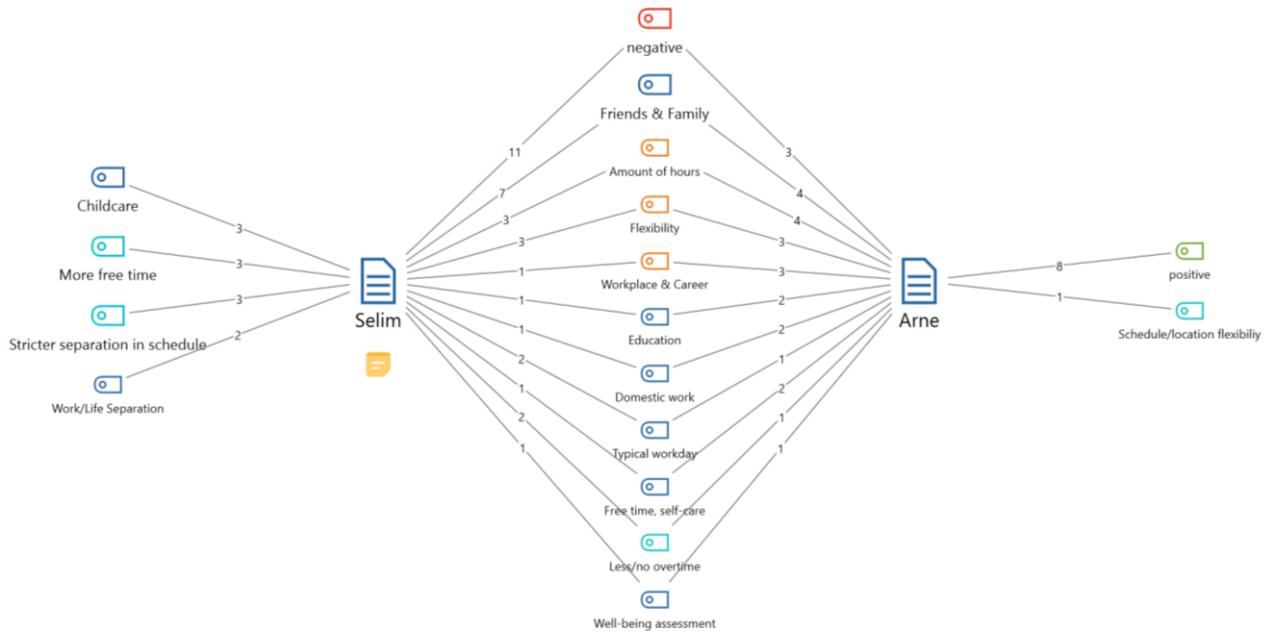 negative
Friends & Family
Amount of hours
Flexibility
Workplace & Career
Education
Domestic work
Typical workday
Free time, self-care
Less/no overtime
Well-being assessment
Childcare
More free time
Stricter separation in schedule
Work/Life Separation
Selim
Arne
positive
Schedule/location flexibiliy
3
3
3
2
11
7
3
3
1
1
1
2
1
2
1
3
4
4
3
3
2
2
1
2
1
1
8
1